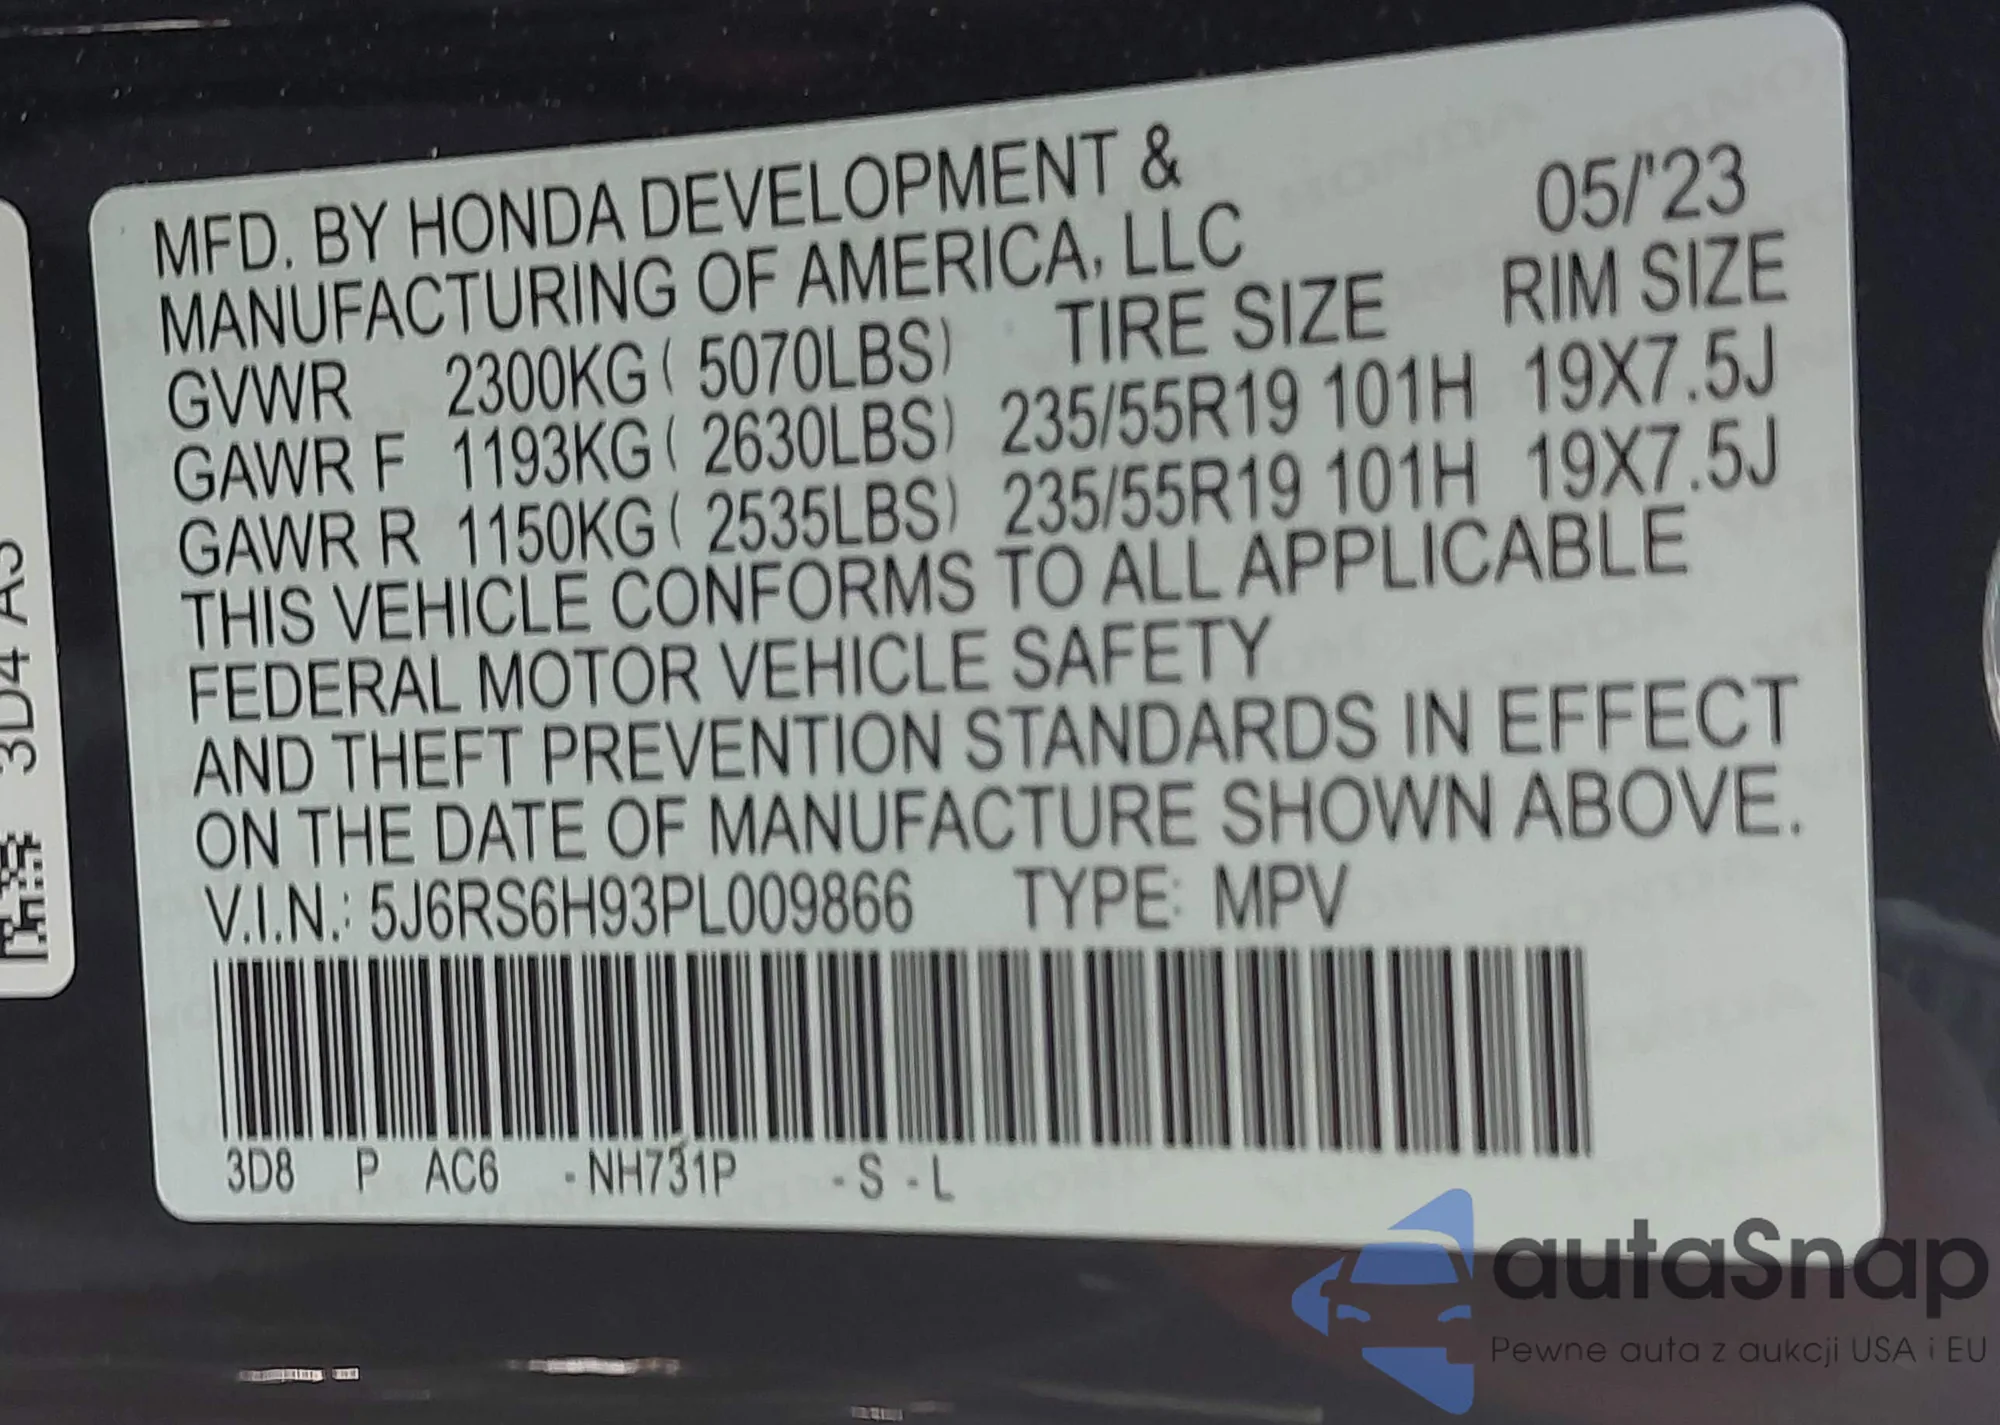 MFD. BY HONDA DEVELOPMENT &
MANUFACTURING OF AMERICA, LLC 05/'23
GVWR 2300KG ( 5070LBS) TIRE SIZE RIM SIZE
GAWR F 1193KG ( 2630LBS) 235/55R19 101H 19X7.5J
GAWR R 1150KG ( 2535LBS) 235/55R19 101H 19X7.5J
THIS VEHICLE CONFORMS TO ALL APPLICABLE
FEDERAL MOTOR VEHICLE SAFETY
AND THEFT PREVENTION STANDARDS IN EFFECT
ON THE DATE OF MANUFACTURE SHOWN ABOVE.
V.I.N.: 5J6RS6H93PL009866 TYPE: MPV
3D8 P AC6 - NH731P - S - L
3D4 A3
autaSnap
Pewne auta z aukcji USA i EU